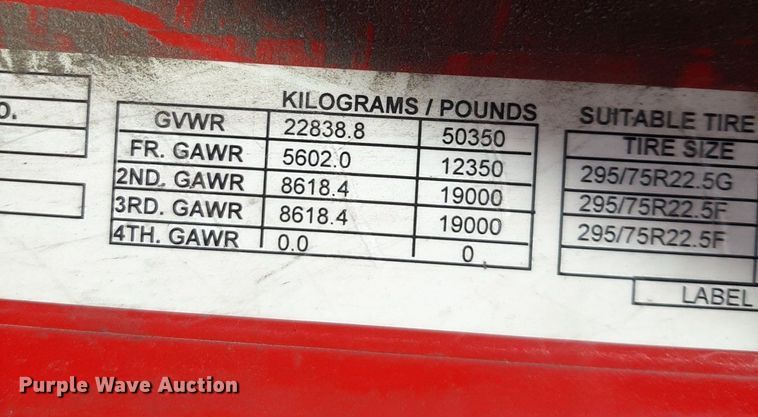 KILOGRAMS / POUNDS
GVWR 22838.8 50350
FR. GAWR 5602.0 12350
2ND. GAWR 8618.4 19000
3RD. GAWR 8618.4 19000
4TH. GAWR 0.0 0
O.
SUITABLE TIRE
TIRE SIZE
295/75R22.5G
295/75R22.5F
295/75R22.5F
LABEL
Purple Wave Auction